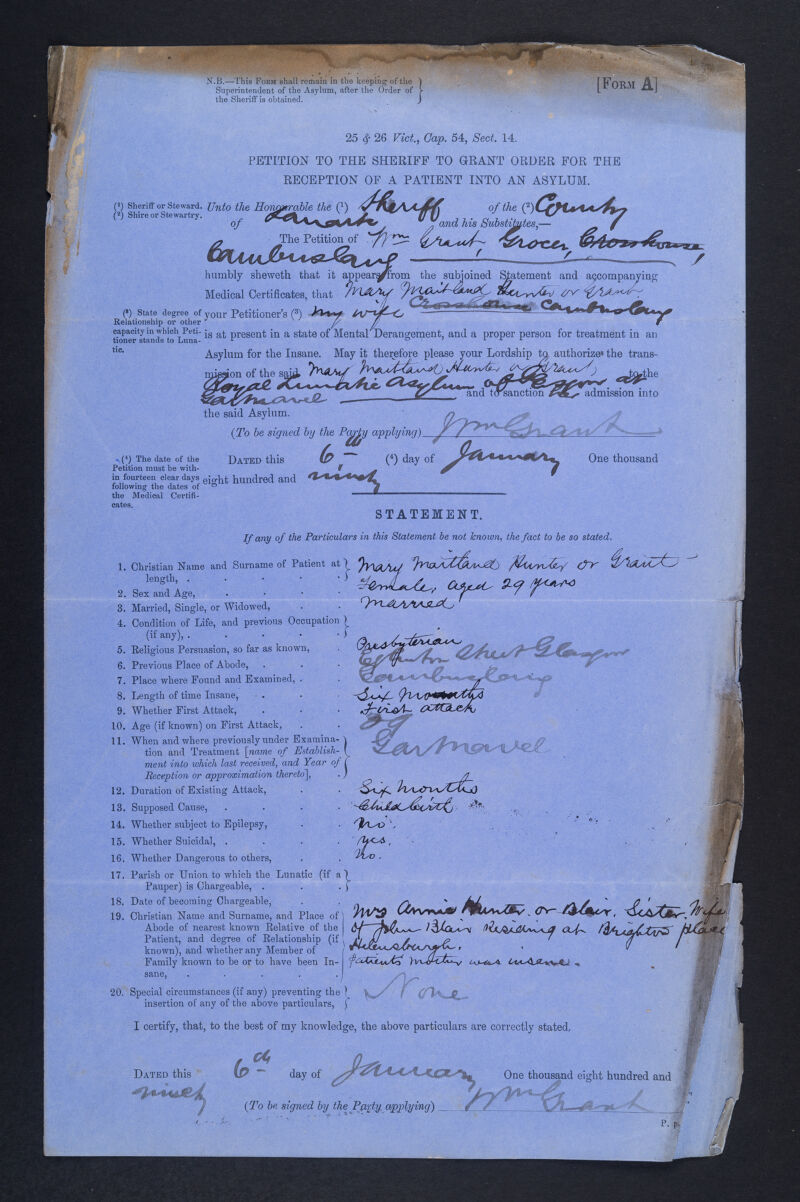 N.B.—This Form shall remain in the keeping of the
Superintendent of the Asylum, after the Order of
the Sheriff is obtained.
[Form A]
25 & 26 Vict., Cap. 54, Sect. 14.
PETITION TO THE SHERIFF TO GRANT ORDER FOR THE
RECEPTION OF A PATIENT INTO AN ASYLUM.
(1) Sheriff or Steward.
(2) Shire or Stewartry.
Unto the Honourable the (1) Sheriff of the (2) County
of Lanark and his Substitutes,—
The Petition of Wm Grant, Grocer, Crosshouse,
Cambuslang
humbly sheweth that it appears from the subjoined Statement and accompanying
Medical Certificates, that Mary Maitland Hunter or Grant
Crosshouse Cambuslang
(3) State degree of
Relationship or other
capacity in which Peti-
tioner stands to Luna-
tic.
your Petitioner's (3) my wife
is at present in a state of Mental Derangement, and a proper person for treatment in an
Asylum for the Insane. May it therefore please your Lordship to authorize the trans-
mission of the said Mary Maitland Hunter or Grant, to the
Royal Lunatic Asylum of Glasgow at
Gartnavel and to sanction her admission into
the said Asylum.
(To be signed by the Party applying) Wm Grant
(4) The date of the
Petition must be with-
in fourteen clear days
following the dates of
the Medical Certifi-
cates.
Dated this 6th (4) day of January One thousand
eight hundred and ninety
STATEMENT.
If any of the Particulars in this Statement be not known, the fact to be so stated.
1. Christian Name and Surname of Patient at
length, . Mary Maitland Hunter or Grant
2. Sex and Age, Female, aged 29 years
3. Married, Single, or Widowed, Married
4. Condition of Life, and previous Occupation
(if any), .
5. Religious Persuasion, so far as known, Presbyterian
6. Previous Place of Abode, Eglinton Street Glasgow
7. Place where Found and Examined, Cambuslang
8. Length of time Insane, Six months
9. Whether First Attack, First attack
10. Age (if known) on First Attack, 29
11. When and where previously under Examina-
tion and Treatment [name of Establish-
ment into which last received, and Year of
Reception or approximation thereto], Gartnavel
12. Duration of Existing Attack, Six months
13. Supposed Cause, Child birth
14. Whether subject to Epilepsy, no.
15. Whether Suicidal, yes.
16. Whether Dangerous to others, no.
17. Parish or Union to which the Lunatic (if a
Pauper) is Chargeable, .
18. Date of becoming Chargeable,
19. Christian Name and Surname, and Place of
Abode of nearest known Relative of the
Patient, and degree of Relationship (if
known), and whether any Member of
Family known to be or to have been In-
sane,
Mrs Annie Hunter or Blair. Sister. Wife
of John Blair residing at Brighton place
Helensburgh.
Patients mother was insane.
20. Special circumstances (if any) preventing the
insertion of any of the above particulars, None
I certify, that, to the best of my knowledge, the above particulars are correctly stated.
Dated this 6th day of January One thousand eight hundred and
ninety
(To be signed by the Party applying) Wm Grant